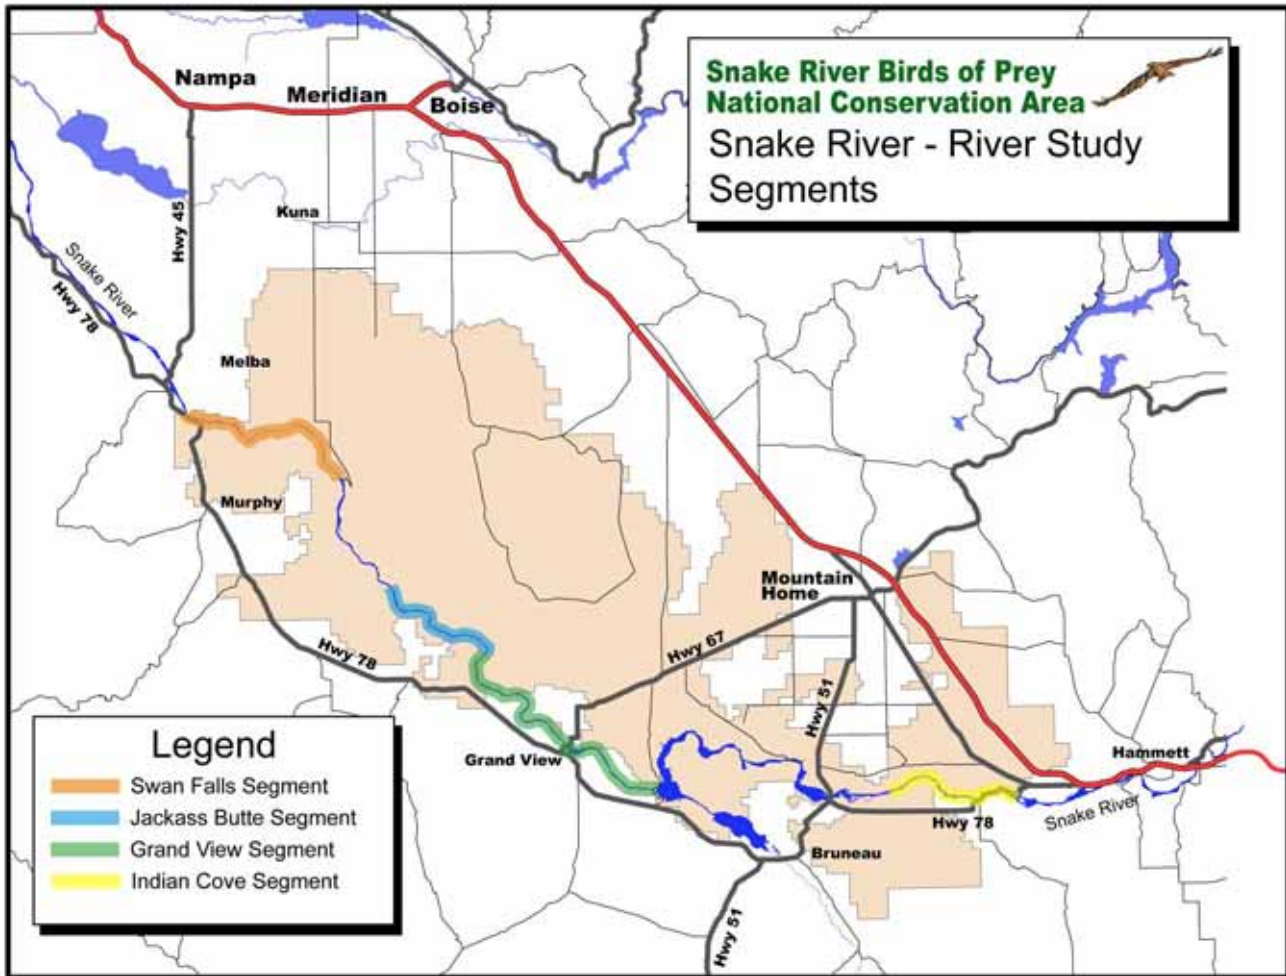 Snake River Birds of Prey
National Conservation Area
Snake River - River Study
Segments
Nampa
Meridian
Boise
Kuna
Hwy 45
Snake River
Hwy 78
Melba
Murphy
Mountain
Home
Hwy 67
Hwy 78
Hwy 51
Grand View
Hammett
Snake River
Hwy 78
Bruneau
Hwy 51
Legend
Swan Falls Segment
Jackass Butte Segment
Grand View Segment
Indian Cove Segment